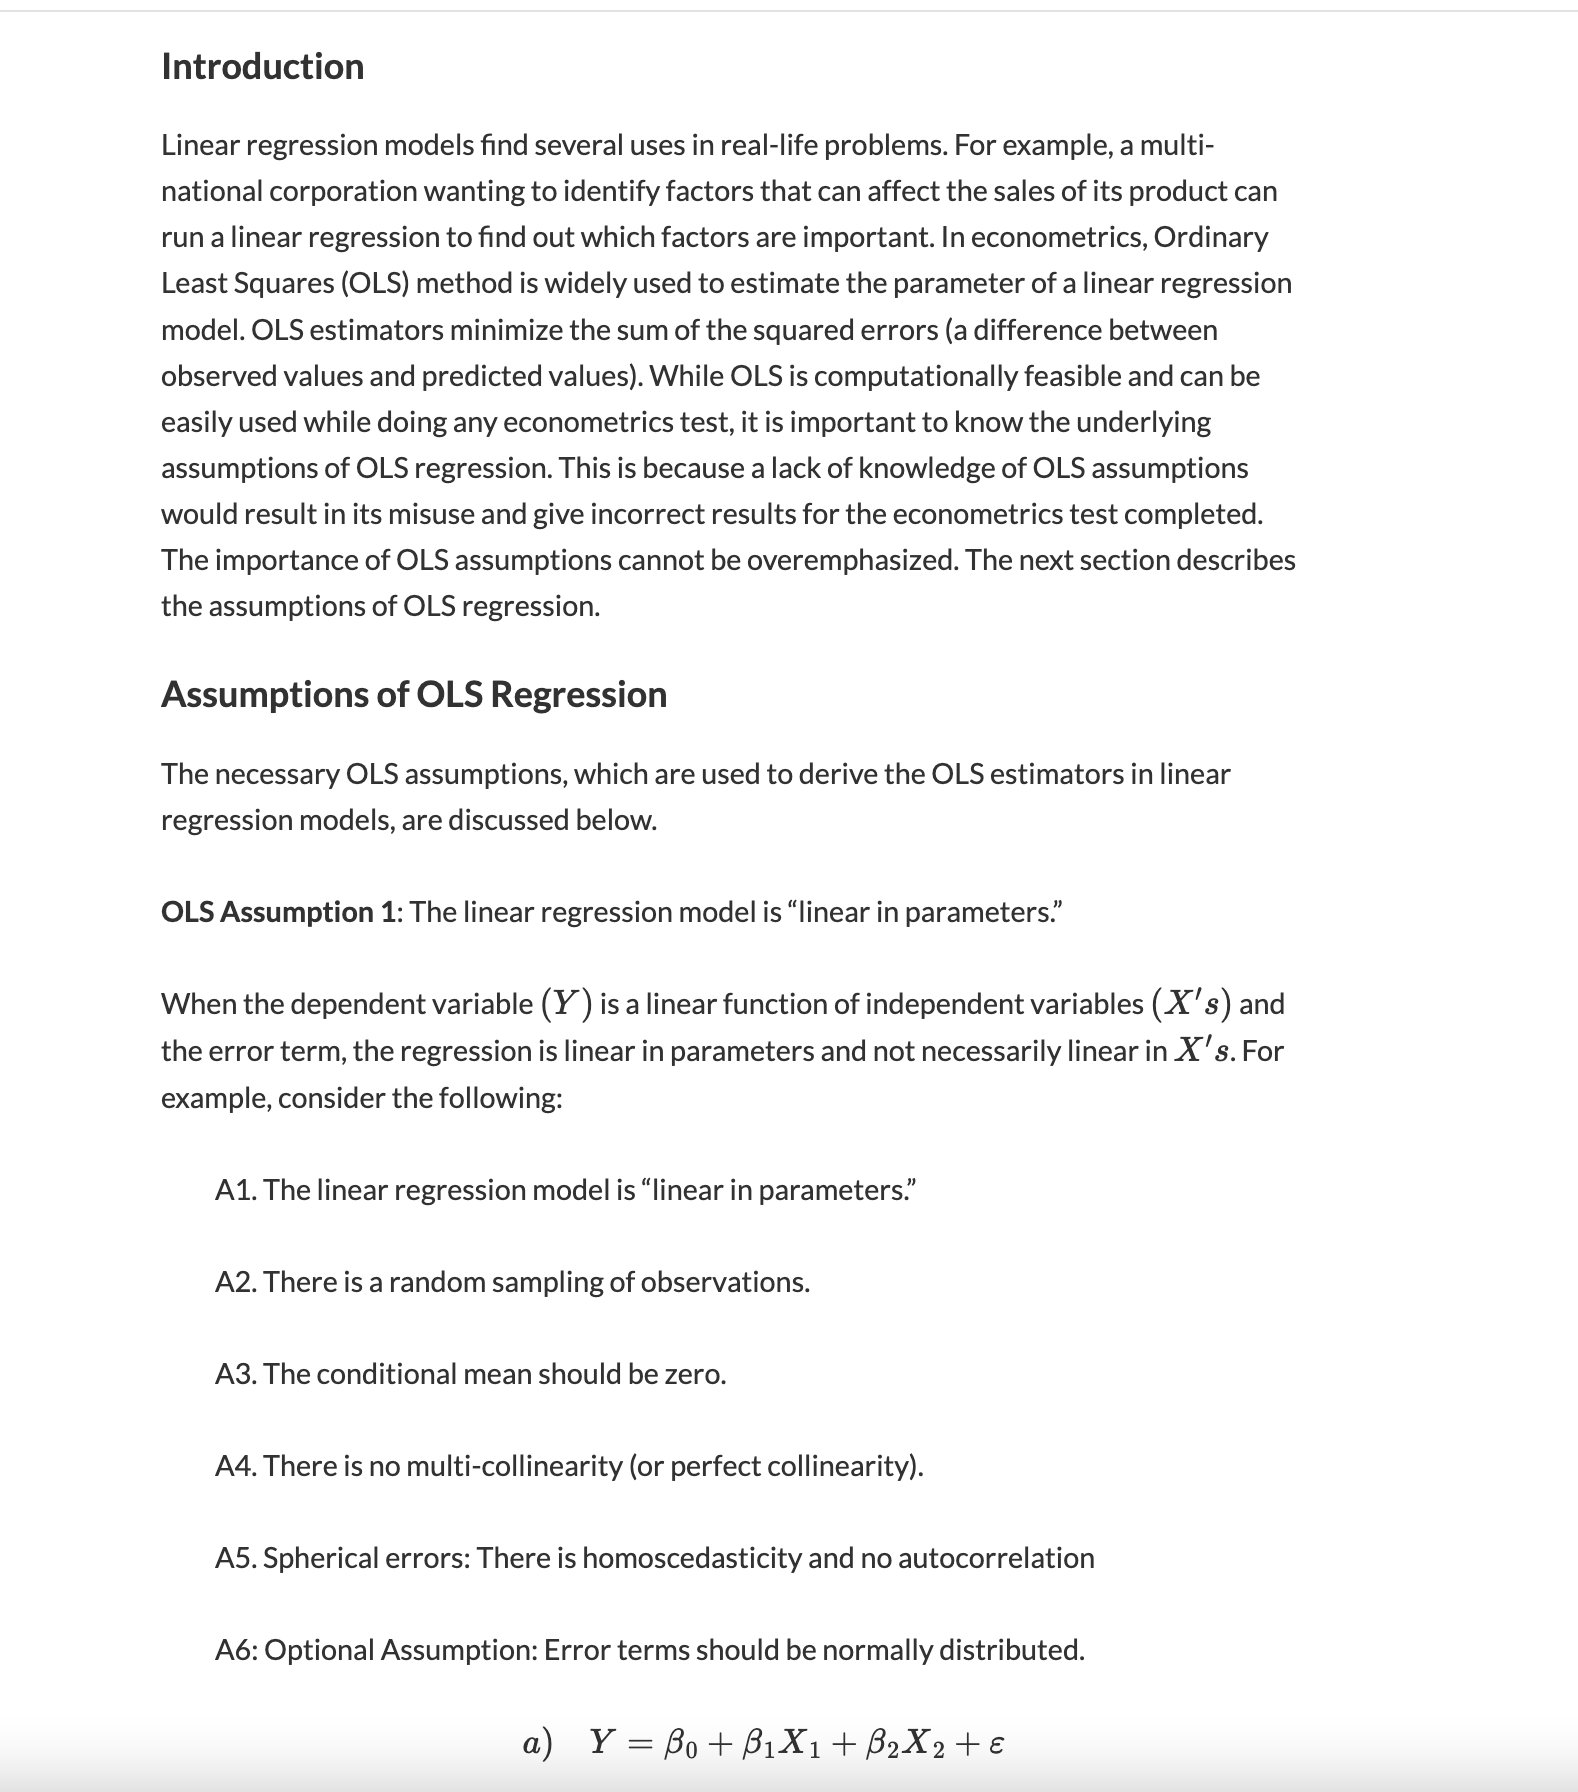 Introduction
Linear regression models find several uses in real-life problems. For example, a multi-
national corporation wanting to identify factors that can affect the sales of its product can
run a linear regression to find out which factors are important. In econometrics, Ordinary
Least Squares (OLS) method is widely used to estimate the parameter of a linear regression
model. OLS estimators minimize the sum of the squared errors (a difference between
observed values and predicted values). While OLS is computationally feasible and can be
easily used while doing any econometrics test, it is important to know the underlying
assumptions of OLS regression. This is because a lack of knowledge of OLS assumptions
would result in its misuse and give incorrect results for the econometrics test completed.
The importance of OLS assumptions cannot be overemphasized. The next section describes
the assumptions of OLS regression.
Assumptions of OLS Regression
The necessary OLS assumptions, which are used to derive the OLS estimators in linear
regression models, are discussed below.
OLS Assumption 1: The linear regression model is “linear in parameters.”
When the dependent variable (Y) is a linear function of independent variables (X's) and
the error term, the regression is linear in parameters and not necessarily linear in X's. For
example, consider the following:
A1. The linear regression model is “linear in parameters.”
A2. There is a random sampling of observations.
A3. The conditional mean should be zero.
A4. There is no multi-collinearity (or perfect collinearity).
A5. Spherical errors: There is homoscedasticity and no autocorrelation
A6: Optional Assumption: Error terms should be normally distributed.
a) Y = β₀ + β₁X₁ + β₂X₂ + ε